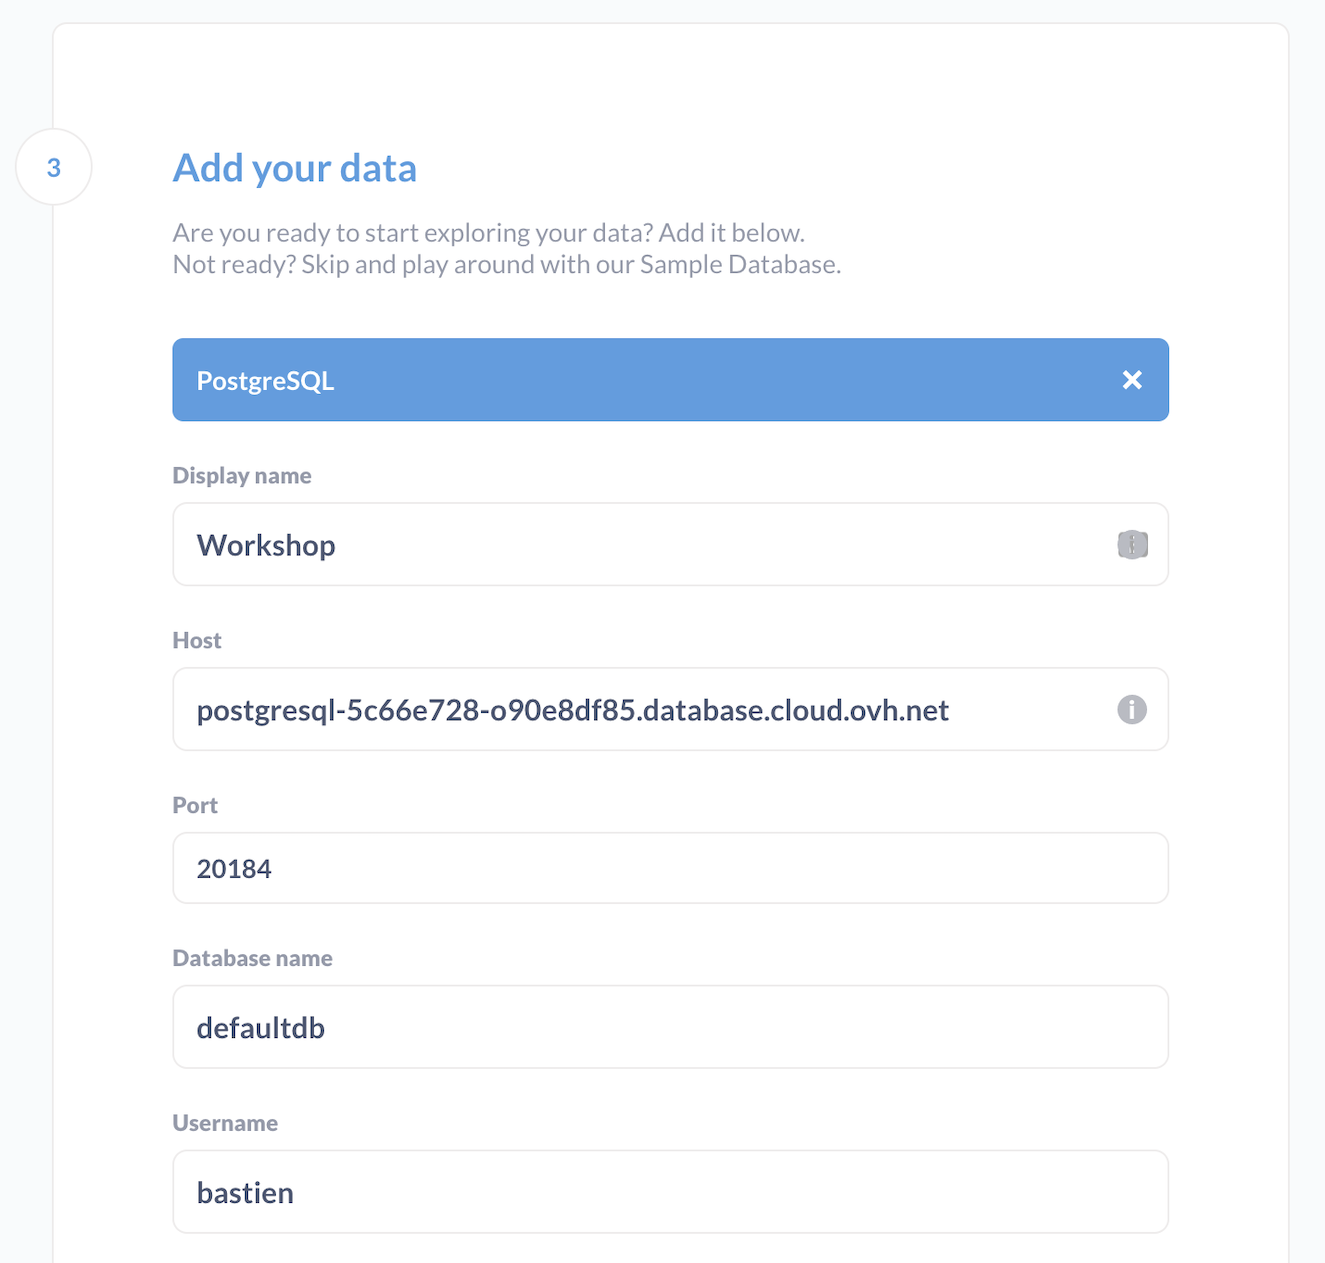 3
Add your data
Are you ready to start exploring your data? Add it below.
Not ready? Skip and play around with our Sample Database.
PostgreSQL
Display name
Workshop
Host
postgresql-5c66e728-o90e8df85.database.cloud.ovh.net
Port
20184
Database name
defaultdb
Username
bastien